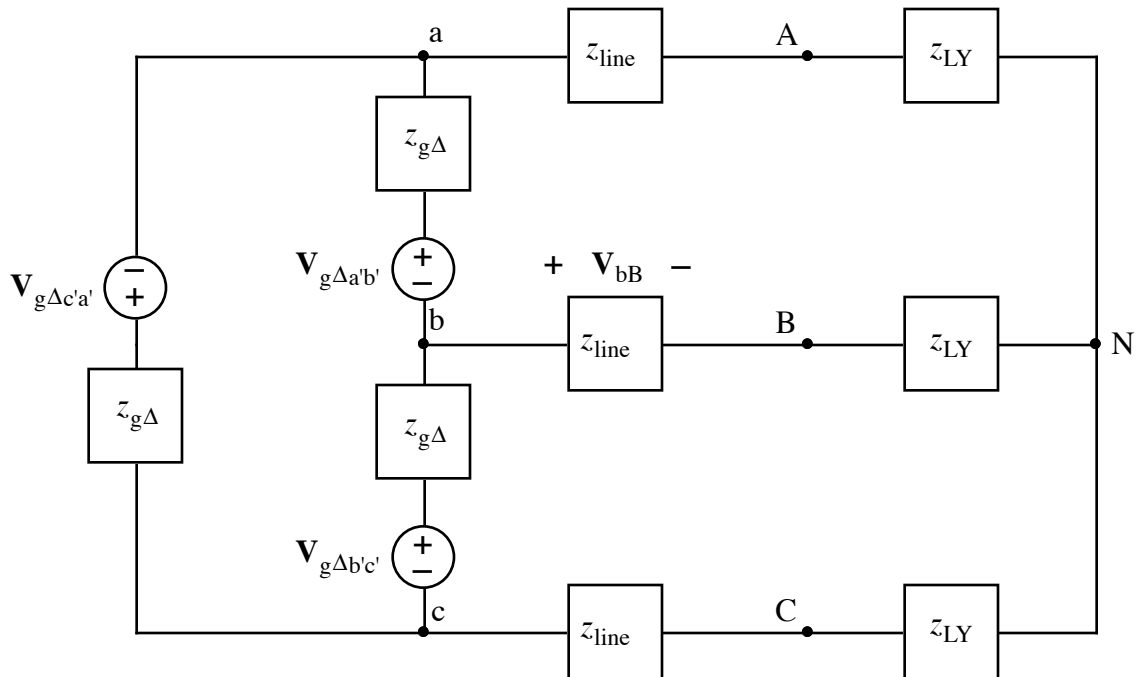 a
A
z_line
z_LY
z_gΔ
− +
V_gΔc'a'
V_gΔa'b'
+ −
+ V_bB −
b
B
z_line
z_LY
N
z_gΔ
z_gΔ
V_gΔb'c'
+ −
c
C
z_line
z_LY